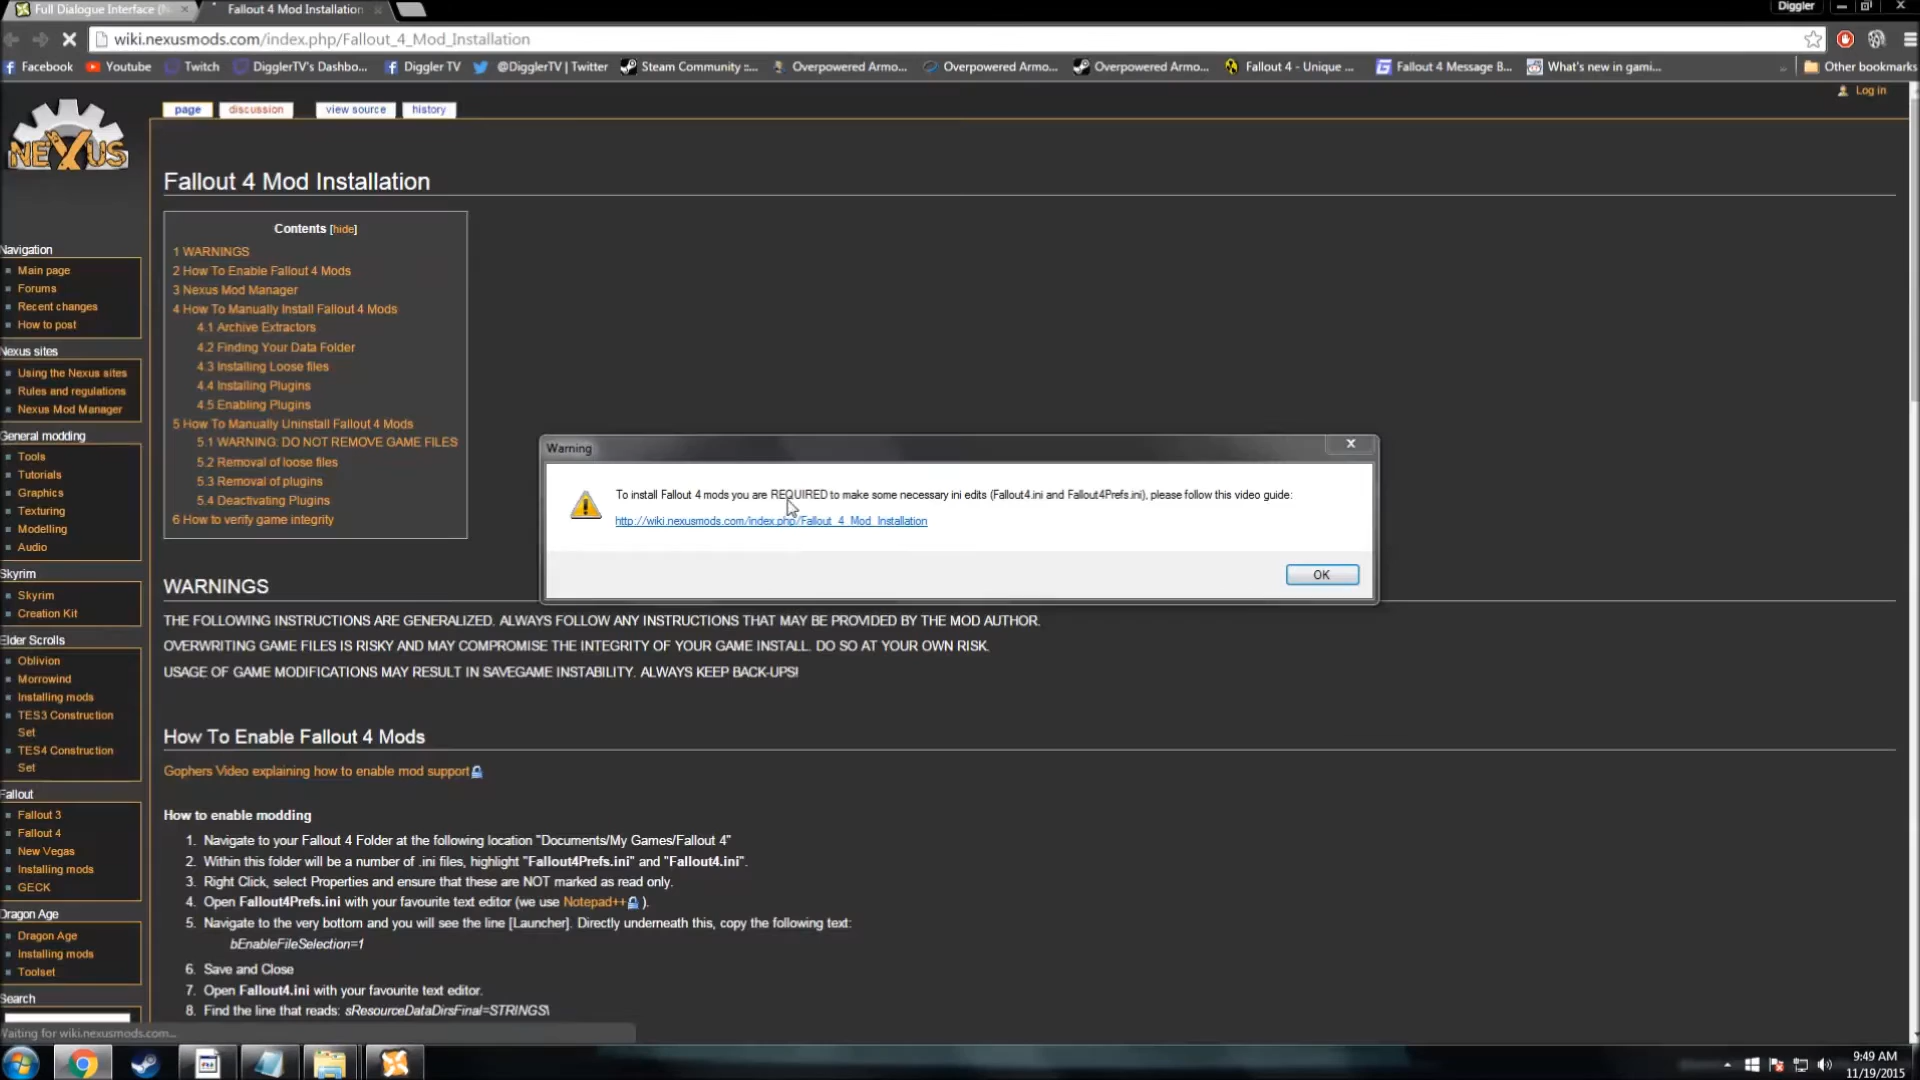 Full Dialogue Interface (N
Fallout 4 Mod Installation
Diggler
wiki.nexusmods.com/index.php/Fallout_4_Mod_Installation
Facebook
Youtube
Twitch
DigglerTV's Dashbo...
Diggler TV
@DigglerTV | Twitter
Steam Community ::...
Overpowered Armo...
Overpowered Armo...
Overpowered Armo...
Fallout 4 - Unique ...
Fallout 4 Message B...
What's new in gami...
Other bookmarks
NEXUS
page
discussion
view source
history
Log in
Fallout 4 Mod Installation
Contents [hide]
1 WARNINGS
2 How To Enable Fallout 4 Mods
3 Nexus Mod Manager
4 How To Manually Install Fallout 4 Mods
4.1 Archive Extractors
4.2 Finding Your Data Folder
4.3 Installing Loose files
4.4 Installing Plugins
4.5 Enabling Plugins
5 How To Manually Uninstall Fallout 4 Mods
5.1 WARNING: DO NOT REMOVE GAME FILES
5.2 Removal of loose files
5.3 Removal of plugins
5.4 Deactivating Plugins
6 How to verify game integrity
Navigation
Main page
Forums
Recent changes
How to post
Nexus sites
Using the Nexus sites
Rules and regulations
Nexus Mod Manager
General modding
Tools
Tutorials
Graphics
Texturing
Modelling
Audio
Skyrim
Skyrim
Creation Kit
Elder Scrolls
Oblivion
Morrowind
Installing mods
TES3 Construction
Set
TES4 Construction
Set
Fallout
Fallout 3
Fallout 4
New Vegas
Installing mods
GECK
Dragon Age
Dragon Age
Installing mods
Toolset
Search
Warning
To install Fallout 4 mods you are REQUIRED to make some necessary ini edits (Fallout4.ini and Fallout4Prefs.ini), please follow this video guide:
http://wiki.nexusmods.com/index.php/Fallout_4_Mod_Installation
OK
WARNINGS
THE FOLLOWING INSTRUCTIONS ARE GENERALIZED. ALWAYS FOLLOW ANY INSTRUCTIONS THAT MAY BE PROVIDED BY THE MOD AUTHOR.
OVERWRITING GAME FILES IS RISKY AND MAY COMPROMISE THE INTEGRITY OF YOUR GAME INSTALL. DO SO AT YOUR OWN RISK.
USAGE OF GAME MODIFICATIONS MAY RESULT IN SAVEGAME INSTABILITY. ALWAYS KEEP BACK-UPS!
How To Enable Fallout 4 Mods
Gophers Video explaining how to enable mod support
How to enable modding
1. Navigate to your Fallout 4 Folder at the following location "Documents/My Games/Fallout 4"
2. Within this folder will be a number of .ini files, highlight "Fallout4Prefs.ini" and "Fallout4.ini".
3. Right Click, select Properties and ensure that these are NOT marked as read only.
4. Open Fallout4Prefs.ini with your favourite text editor (we use Notepad++ ).
5. Navigate to the very bottom and you will see the line [Launcher]. Directly underneath this, copy the following text:
bEnableFileSelection=1
6. Save and Close
7. Open Fallout4.ini with your favourite text editor.
8. Find the line that reads: sResourceDataDirsFinal=STRINGS\
Waiting for wiki.nexusmods.com...
9:49 AM
11/19/2015